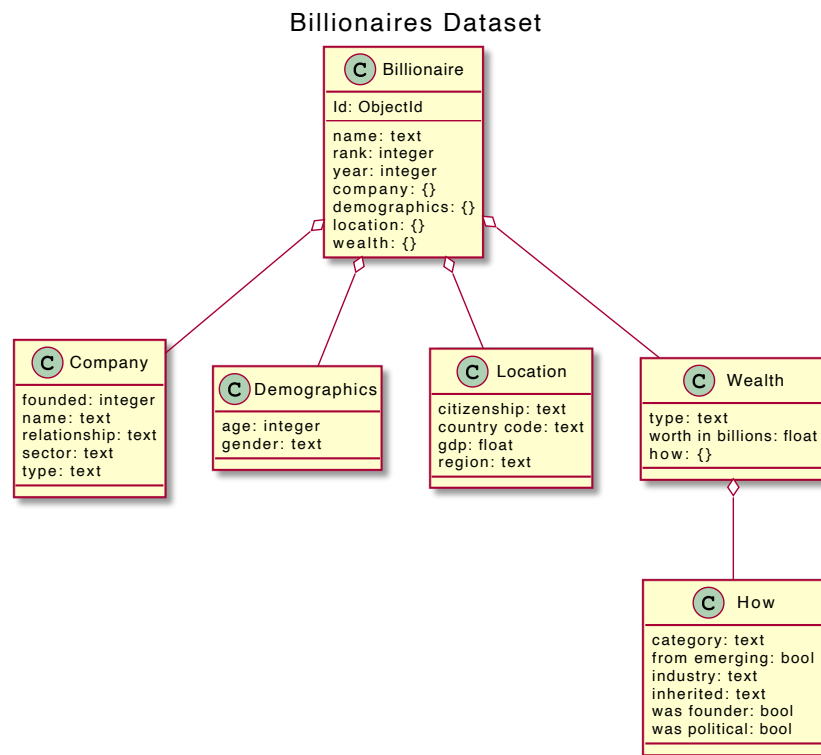 Billionaires Dataset
C Billionaire
Id: ObjectId
name: text
rank: integer
year: integer
company: {}
demographics: {}
location: {}
wealth: {}
C Company
founded: integer
name: text
relationship: text
sector: text
type: text
C Demographics
age: integer
gender: text
C Location
citizenship: text
country code: text
gdp: float
region: text
C Wealth
type: text
worth in billions: float
how: {}
C How
category: text
from emerging: bool
industry: text
inherited: text
was founder: bool
was political: bool